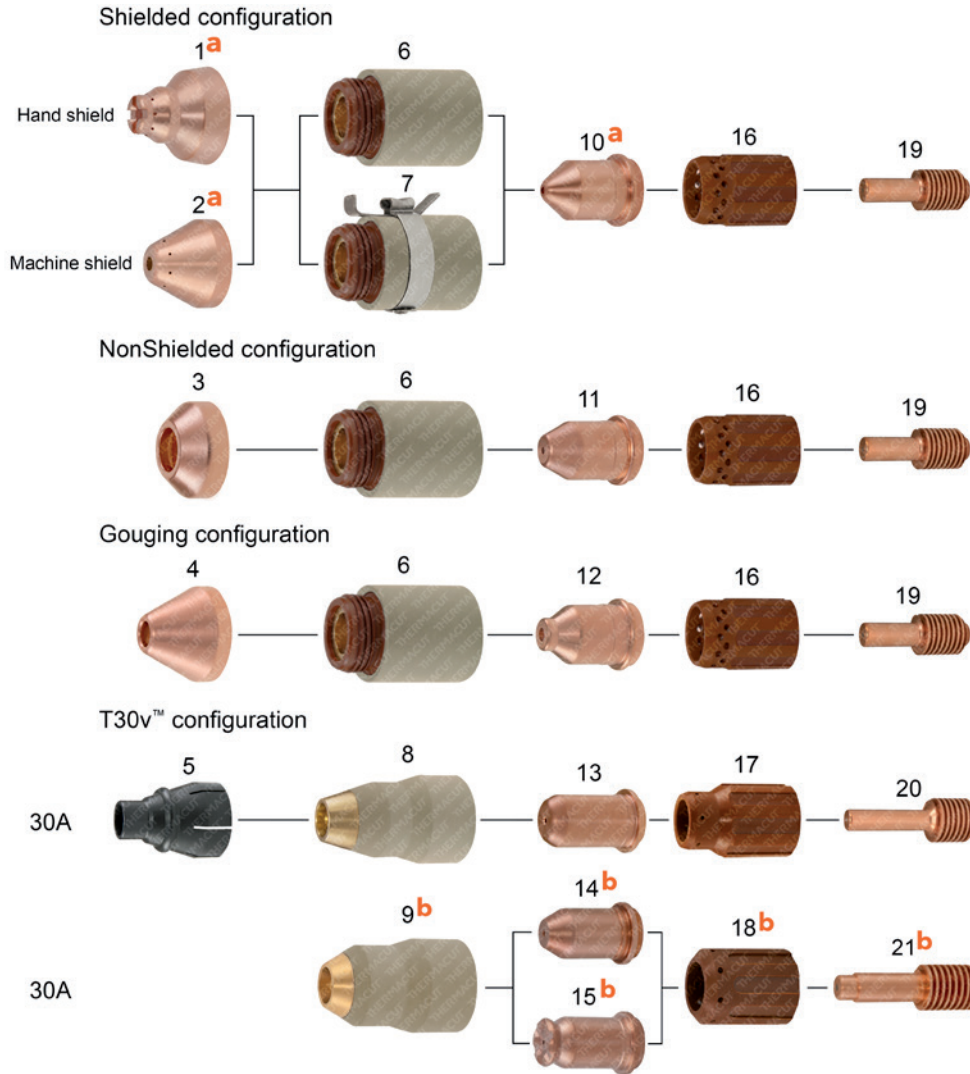 Shielded configuration
1a 6
Hand shield
10a 16 19
2a 7
Machine shield
NonShielded configuration
3 6 11 16 19
Gouging configuration
4 6 12 16 19
T30v™ configuration
5 8 13 17 20
30A
14b
9b 18b 21b
30A
15b
THERMACUT